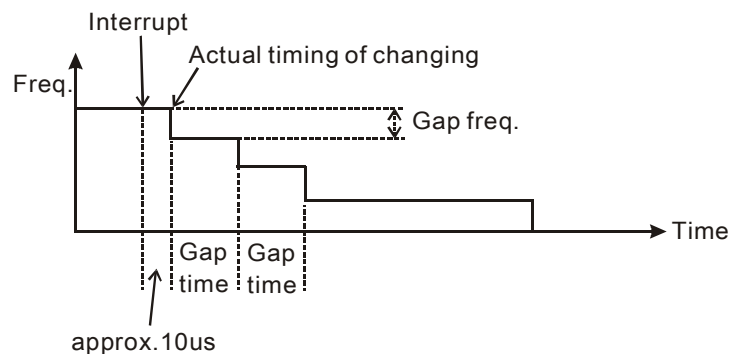 Interrupt
Actual timing of changing
Freq.
Gap freq.
Time
Gap
time
Gap
time
approx.10us